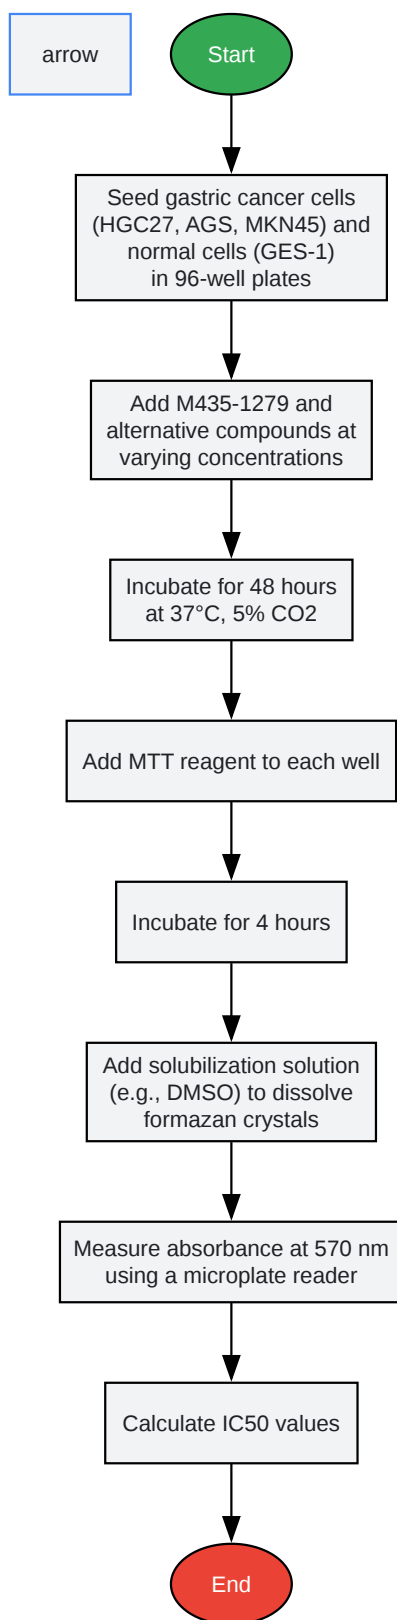 arrow
Start
Seed gastric cancer cells
(HGC27, AGS, MKN45) and
normal cells (GES-1)
in 96-well plates
Add M435-1279 and
alternative compounds at
varying concentrations
Incubate for 48 hours
at 37°C, 5% CO2
Add MTT reagent to each well
Incubate for 4 hours
Add solubilization solution
(e.g., DMSO) to dissolve
formazan crystals
Measure absorbance at 570 nm
using a microplate reader
Calculate IC50 values
End